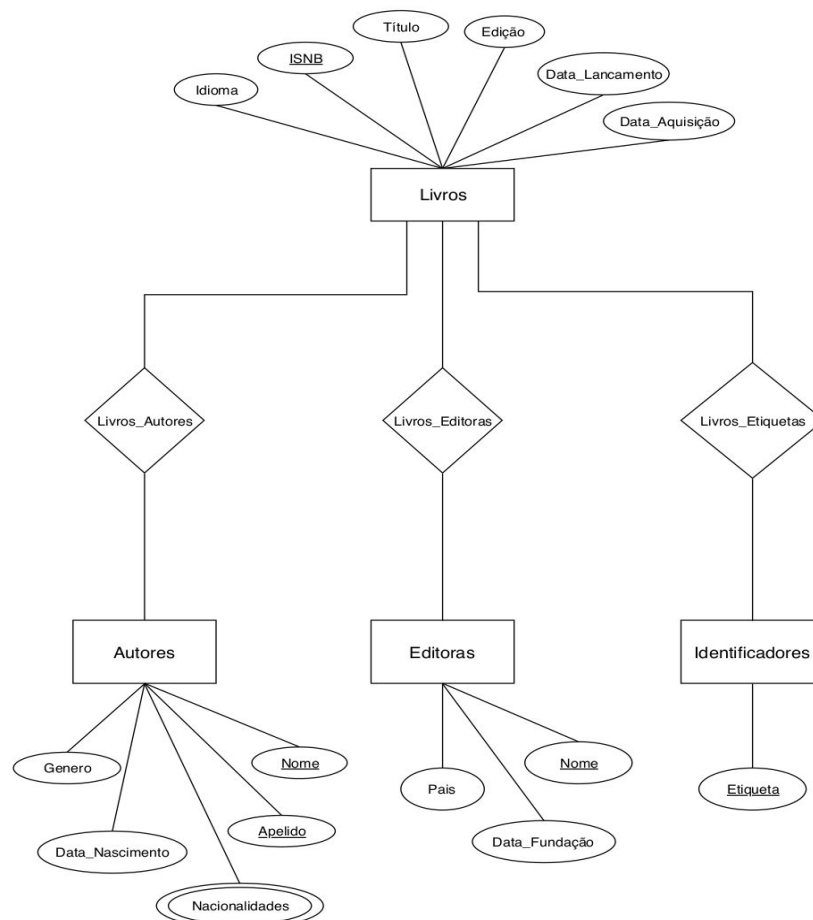 Título
Edição
ISNB
Data_Lancamento
Idioma
Data_Aquisição
Livros
Livros_Autores
Livros_Editoras
Livros_Etiquetas
Autores
Editoras
Identificadores
Genero
Nome
Pais
Nome
Etiqueta
Apelido
Data_Nascimento
Data_Fundação
Nacionalidades